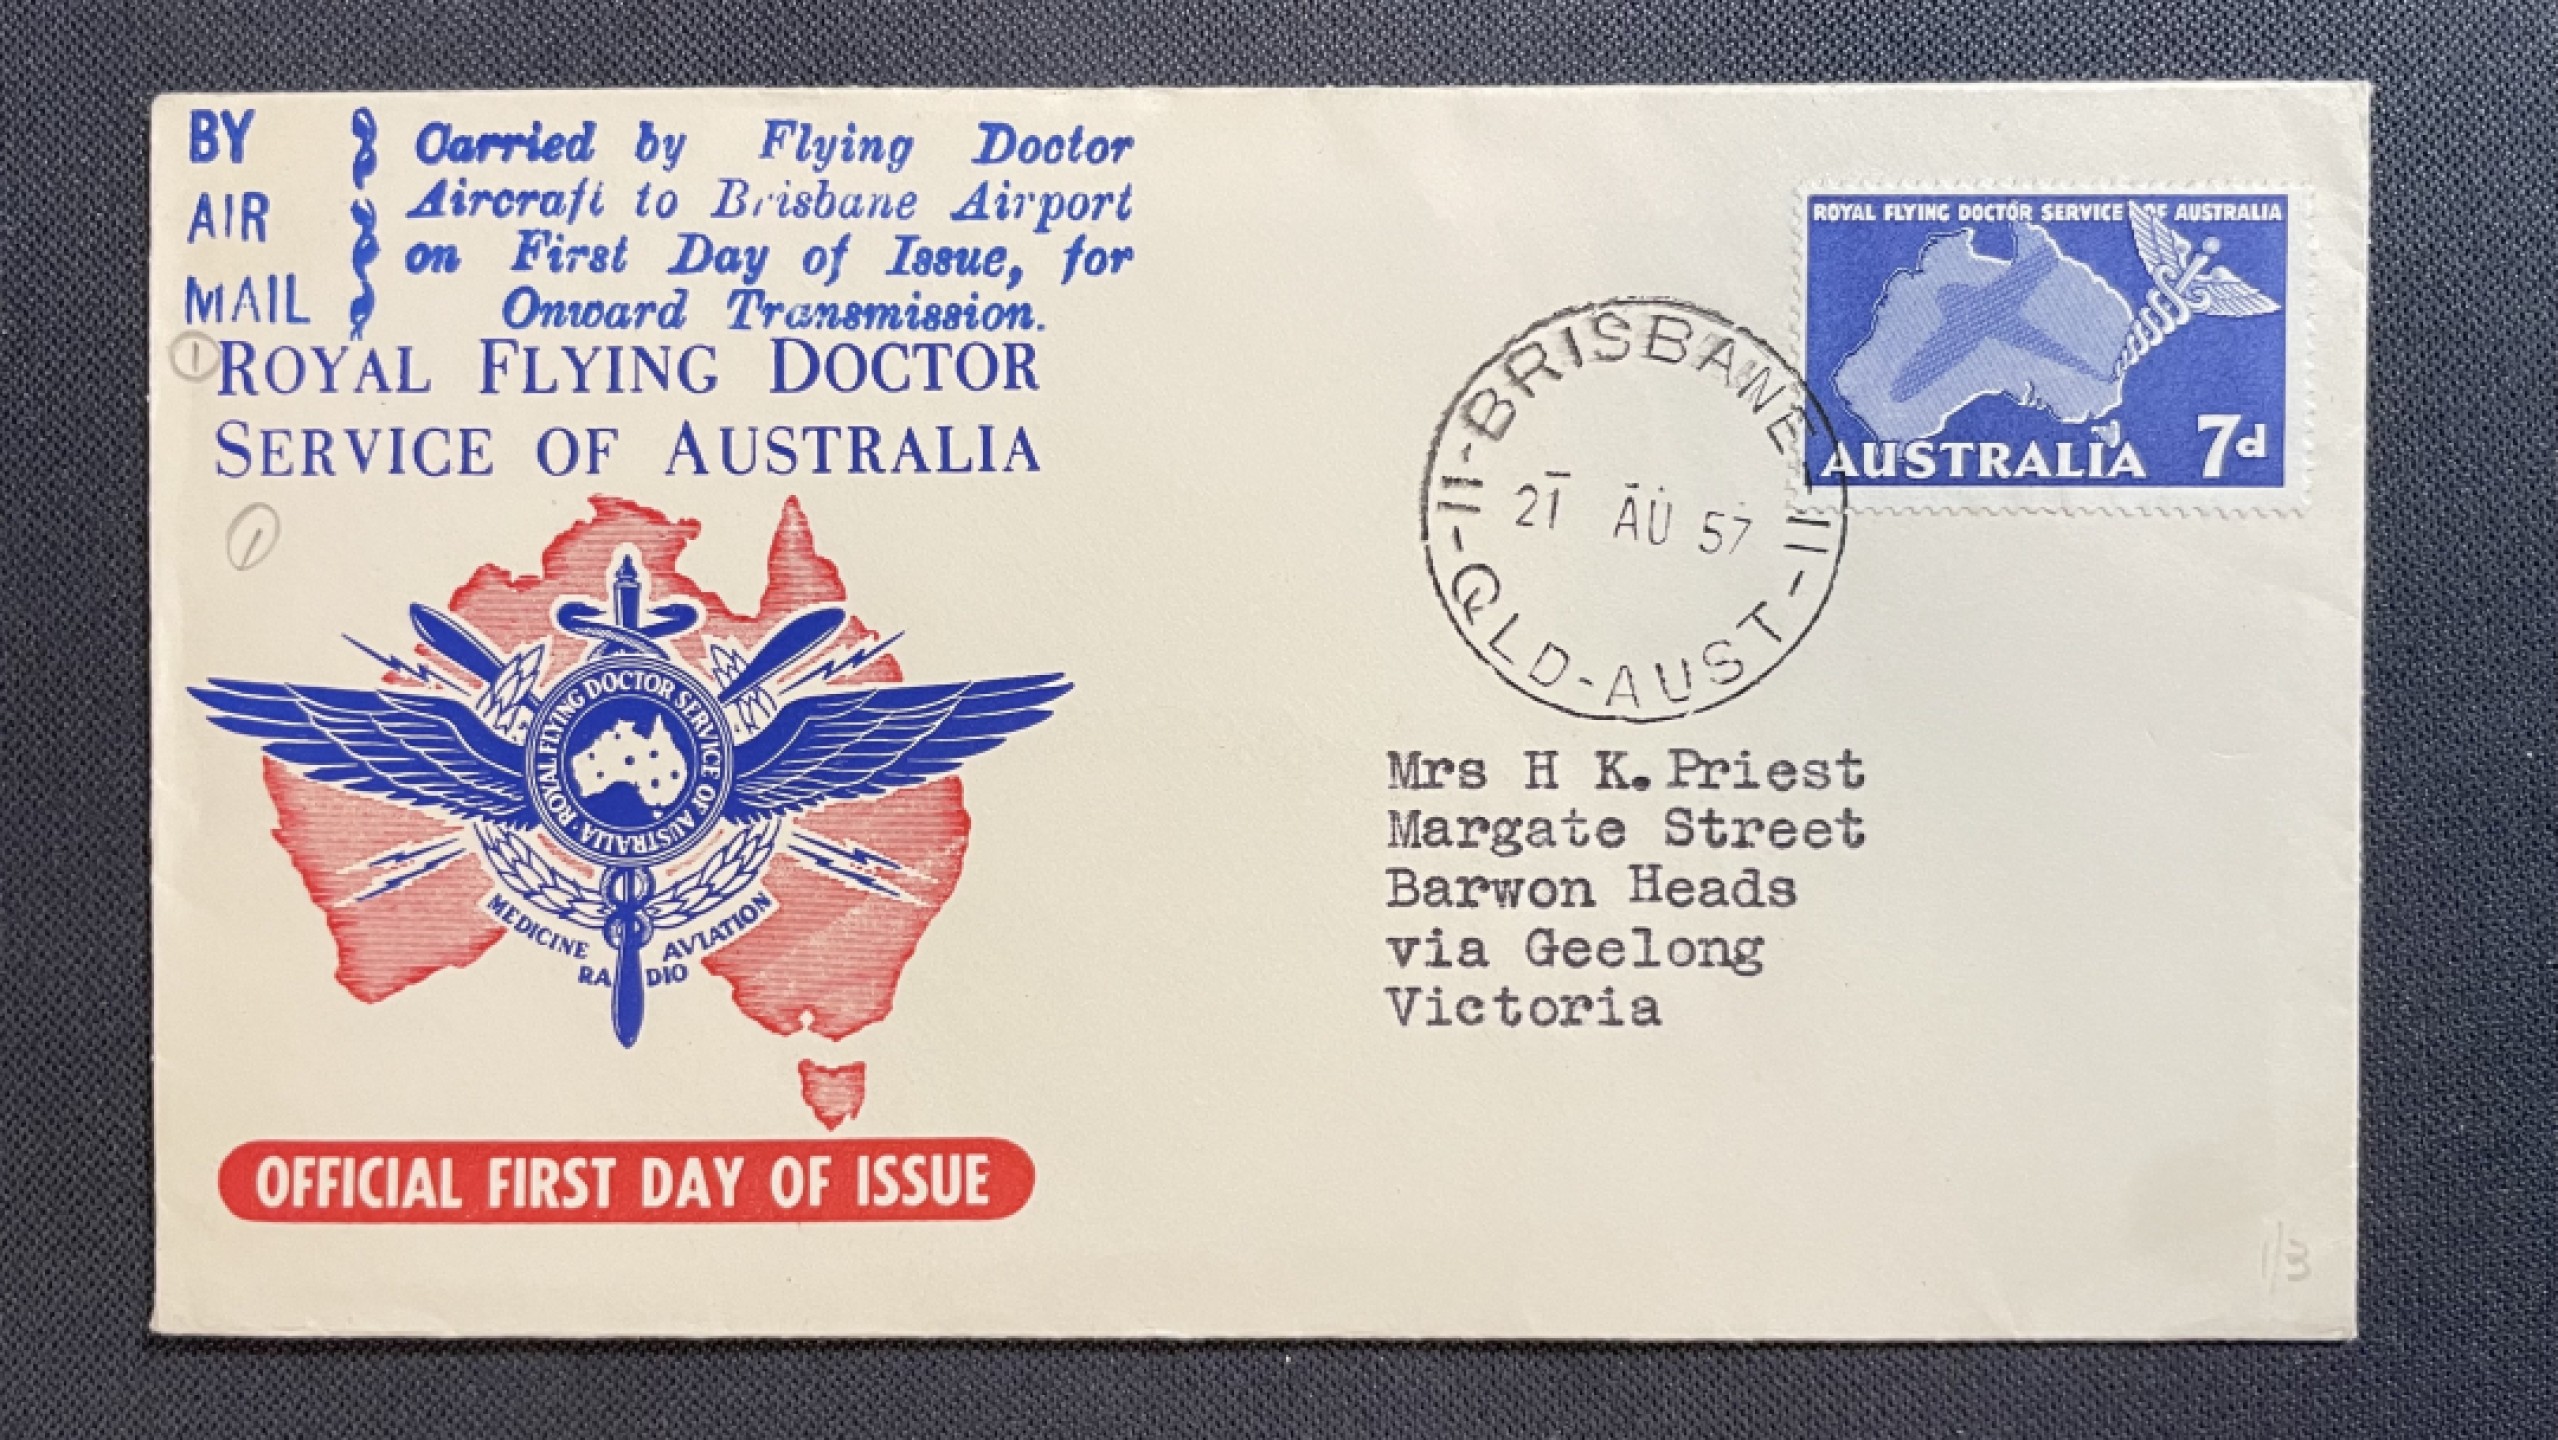 BY
AIR
MAIL
Carried by Flying Doctor
Aircraft to Brisbane Airport
on First Day of Issue, for
Onward Transmission.
1
ROYAL FLYING DOCTOR
SERVICE OF AUSTRALIA
1
ROYAL FLYING DOCTOR SERVICE OF AUSTRALIA
MEDICINE
RADIO
AVIATION
OFFICIAL FIRST DAY OF ISSUE
ROYAL FLYING DOCTOR SERVICE OF AUSTRALIA
AUSTRALIA 7d
BRISBANE
21 AU 57
QLD-AUST
Mrs H K. Priest
Margate Street
Barwon Heads
via Geelong
Victoria
1/3